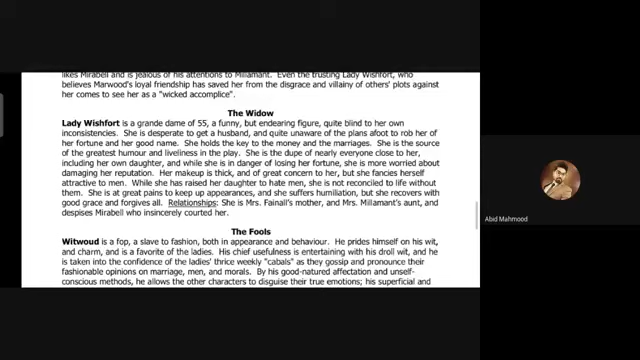 likes Mirabell and is jealous of his attentions to Millamant. Even the trusting Lady Wishfort, who
believes Marwood's loyal friendship has saved her from the disgrace and villainy of others' plots against
her comes to see her as a "wicked accomplice".
The Widow
Lady Wishfort is a grande dame of 55, a funny, but endearing figure, quite blind to her own
inconsistencies. She is desperate to get a husband, and quite unaware of the plans afoot to rob her of
her fortune and her good name. She holds the key to the money and the marriages. She is the source
of the greatest humour and liveliness in the play. She is the dupe of nearly everyone close to her,
including her own daughter, and while she is in danger of losing her fortune, she is more worried about
damaging her reputation. Her makeup is thick, and of great concern to her, but she fancies herself
attractive to men. While she has raised her daughter to hate men, she is not reconciled to life without
them. She is at great pains to keep up appearances, and she suffers humiliation, but she recovers with
good grace and forgives all. Relationships: She is Mrs. Fainall's mother, and Mrs. Millamant's aunt, and
despises Mirabell who insincerely courted her.
The Fools
Witwoud is a fop, a slave to fashion, both in appearance and behaviour. He prides himself on his wit,
and charm, and is a favorite of the ladies. His chief usefulness is entertaining with his droll wit, and he
is taken into the confidence of the ladies' thrice weekly "cabals" as they gossip and pronounce their
fashionable opinions on marriage, men, and morals. By his good-natured affectation and unself-
conscious methods, he allows the other characters to disguise their true emotions; his superficial and
Abid Mahmood